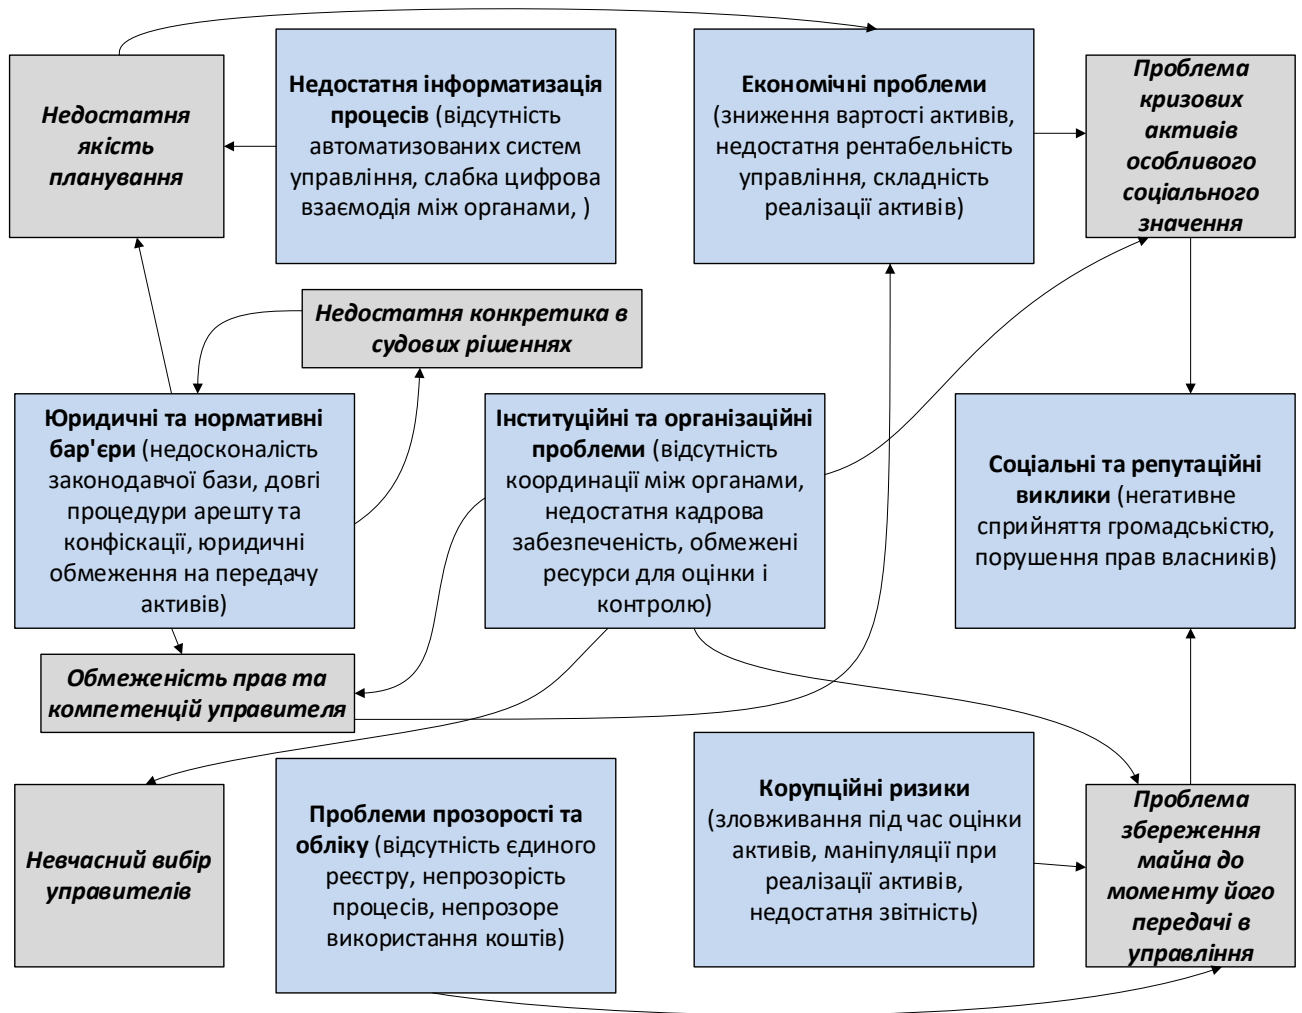 Недостатня
якість
планування
Недостатня інформатизація
процесів (відсутність
автоматизованих систем
управління, слабка цифрова
взаємодія між органами, )
Економічні проблеми
(зниження вартості активів,
недостатня рентабельність
управління, складність
реалізації активів)
Проблема
кризових
активів
особливого
соціального
значення
Недостатня конкретика в
судових рішеннях
Юридичні та нормативні
бар'єри (недосконалість
законодавчої бази, довгі
процедури арешту та
конфіскації, юридичні
обмеження на передачу
активів)
Інституційні та організаційні
проблеми (відсутність
координації між органами,
недостатня кадрова
забезпеченість, обмежені
ресурси для оцінки і
контролю)
Соціальні та репутаційні
виклики (негативне
сприйняття громадськістю,
порушення прав власників)
Обмеженість прав та
компетенцій управителя
Невчасний вибір
управителів
Проблеми прозорості та
обліку (відсутність єдиного
реєстру, непрозорість
процесів, непрозоре
використання коштів)
Корупційні ризики
(зловживання під час оцінки
активів, маніпуляції при
реалізації активів,
недостатня звітність)
Проблема
збереження
майна до
моменту його
передачі в
управління